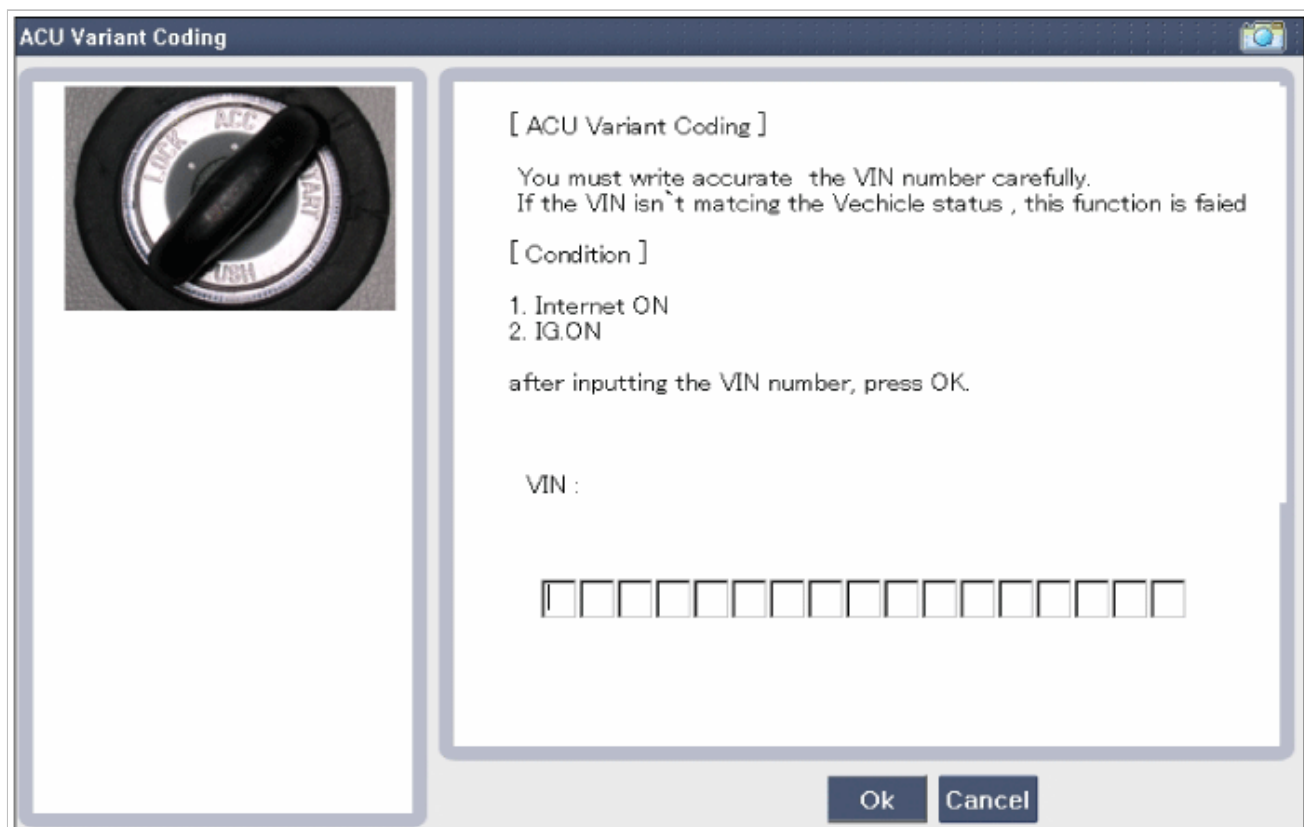 ACU Variant Coding
LOCK
ACC
START
PUSH
[ ACU Variant Coding ]
You must write accurate the VIN number carefully.
If the VIN isn`t matcing the Vechicle status , this function is faied
[ Condition ]
1. Internet ON
2. IG.ON
after inputting the VIN number, press OK.
VIN :
Ok
Cancel